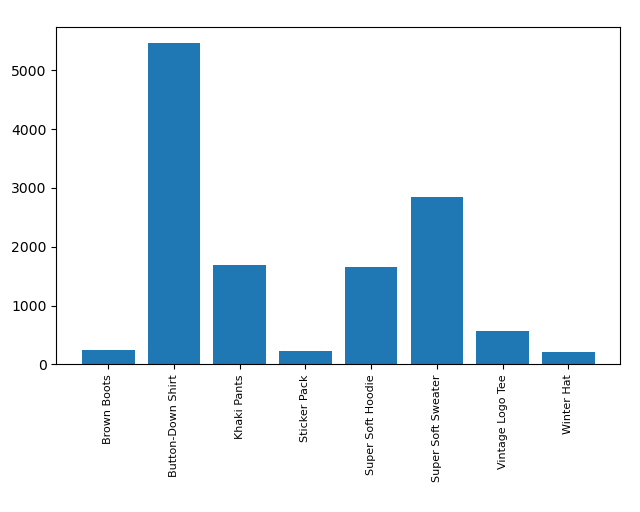 5000
4000
3000
2000
1000
0
Brown Boots
Button-Down Shirt
Khaki Pants
Sticker Pack
Super Soft Hoodie
Super Soft Sweater
Vintage Logo Tee
Winter Hat